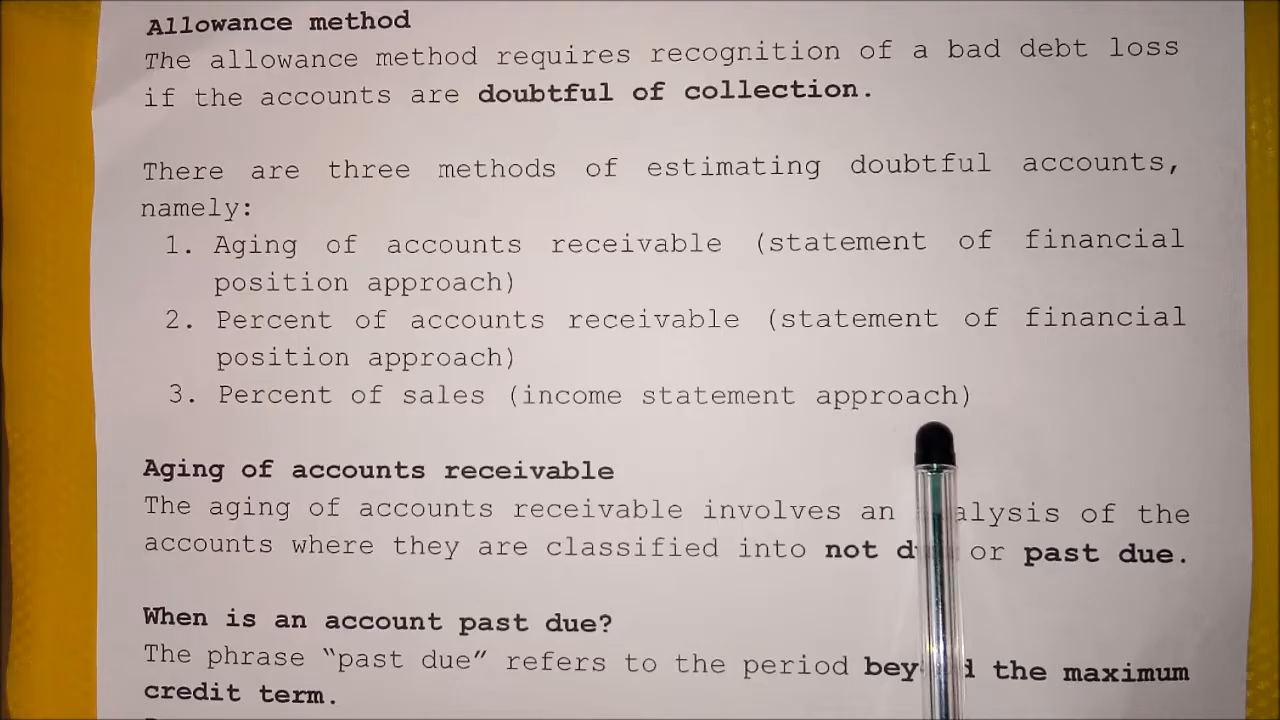 Allowance method
The allowance method requires recognition of a bad debt loss
if the accounts are doubtful of collection.
There are three methods of estimating doubtful accounts,
namely:
1. Aging of accounts receivable (statement of financial
position approach)
2. Percent of accounts receivable (statement of financial
position approach)
3. Percent of sales (income statement approach)
Aging of accounts receivable
The aging of accounts receivable involves an of the
accounts where they are classified into not or past due.
When is an account past due?
The phrase “past due” refers to the period the maximum
credit term.